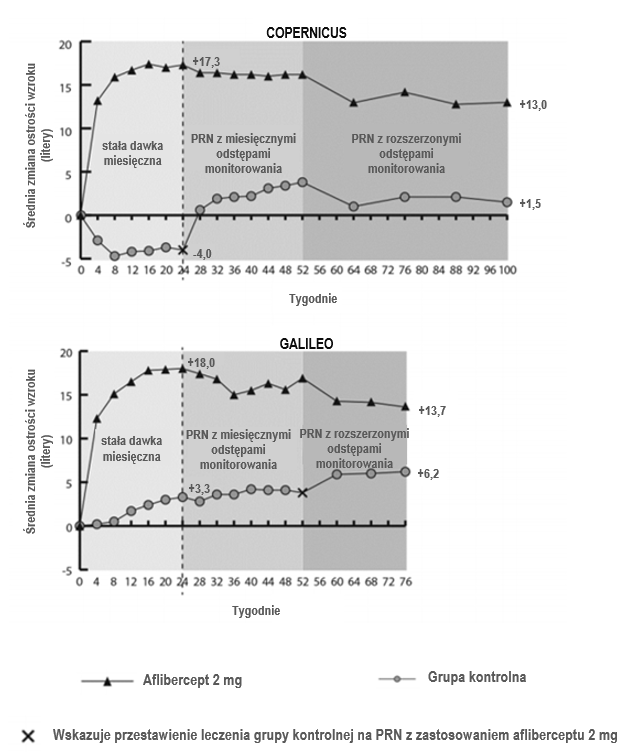 COPERNICUS
Średnia zmiana ostrości wzroku
(litery)
20
15
10
5
0
-5
+17,3
+13,0
+1,5
-4,0
stała dawka
miesięczna
PRN z miesięcznymi
odstępami
monitorowania
PRN z rozszerzonymi
odstępami
monitorowania
0 4 8 12 16 20 24 28 32 36 40 44 48 52 56 60 64 68 72 76 80 84 88 92 96 100
Tygodnie
GALILEO
Średnia zmiana ostrości wzroku
(litery)
20
15
10
5
0
-5
+18,0
+13,7
+3,3
+6,2
stała dawka
miesięczna
PRN z miesięcznymi
odstępami
monitorowania
PRN z rozszerzonymi
odstępami
monitorowania
0 4 8 12 16 20 24 28 32 36 40 44 48 52 56 60 64 68 72 76
Tygodnie
Aflibercept 2 mg
Grupa kontrolna
Wskazuje przestawienie leczenia grupy kontrolnej na PRN z zastosowaniem afliberceptu 2 mg